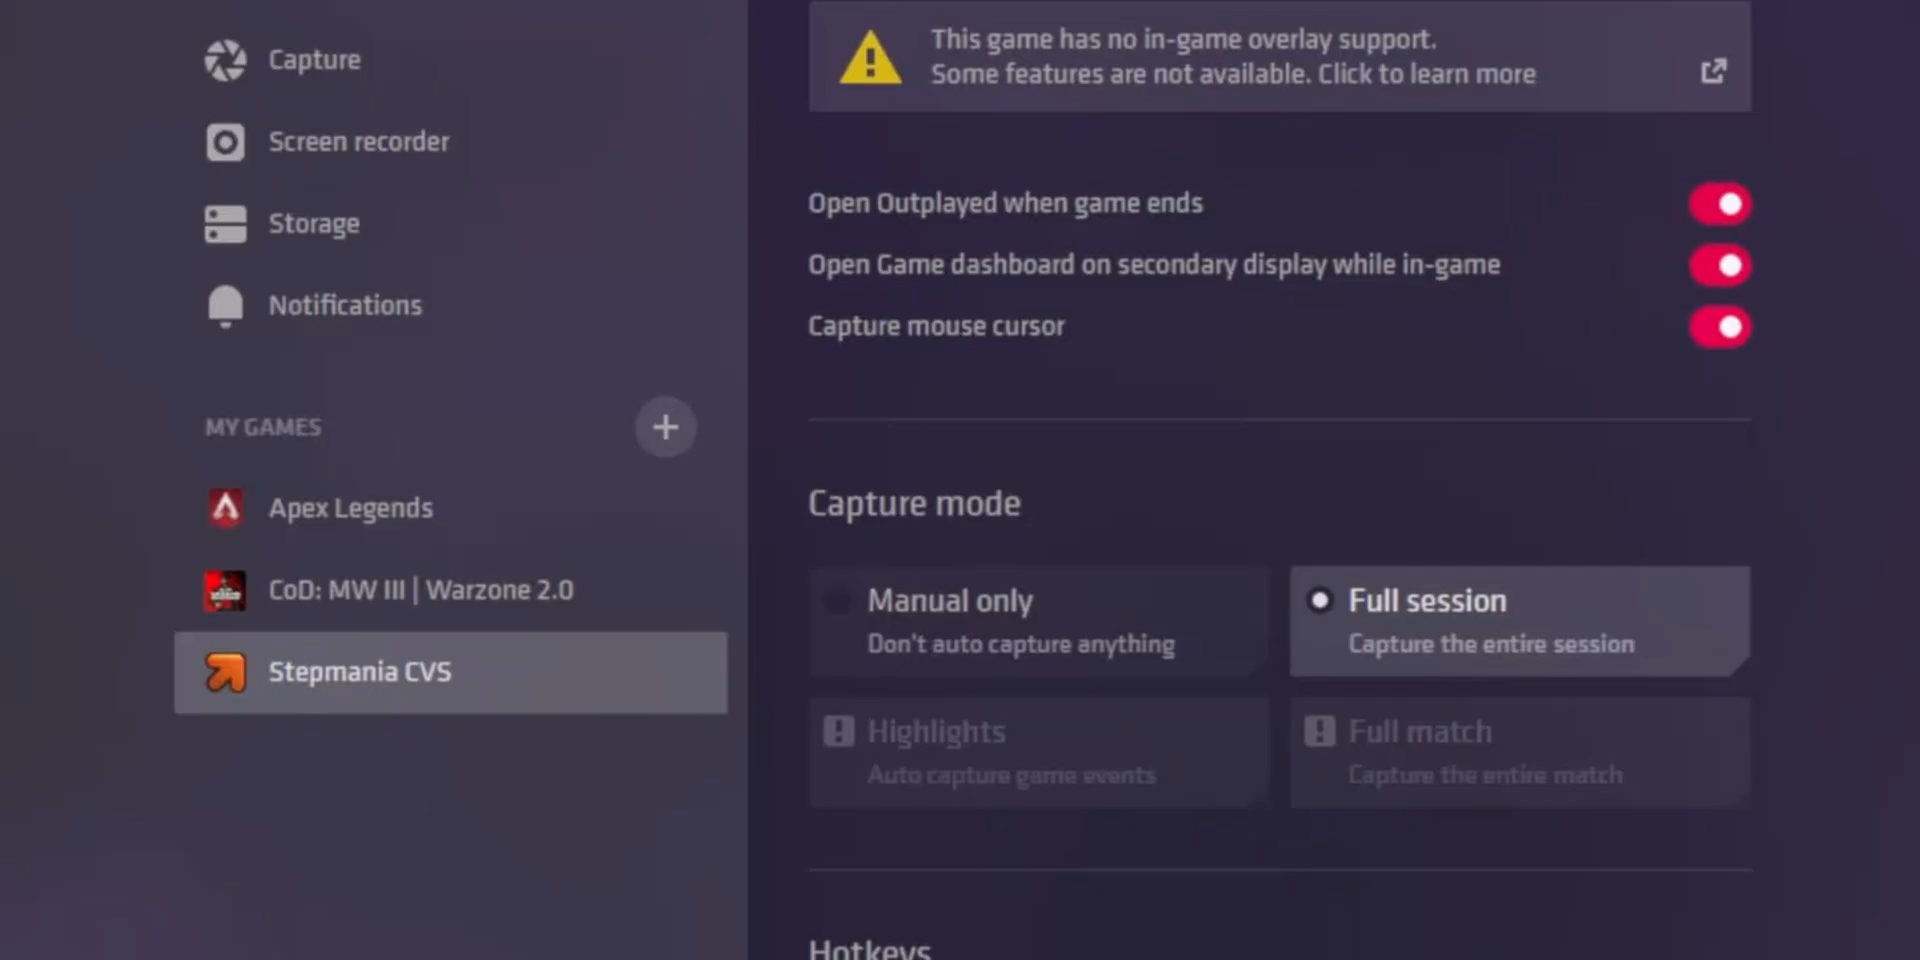 Capture
Screen recorder
Storage
Notifications
MY GAMES
Apex Legends
CoD: MW III | Warzone 2.0
Stepmania CVS
This game has no in-game overlay support.
Some features are not available. Click to learn more
Open Outplayed when game ends
Open Game dashboard on secondary display while in-game
Capture mouse cursor
Capture mode
Manual only
Don't auto capture anything
Full session
Capture the entire session
Highlights
Auto capture game events
Full match
Capture the entire match
Hotkeys